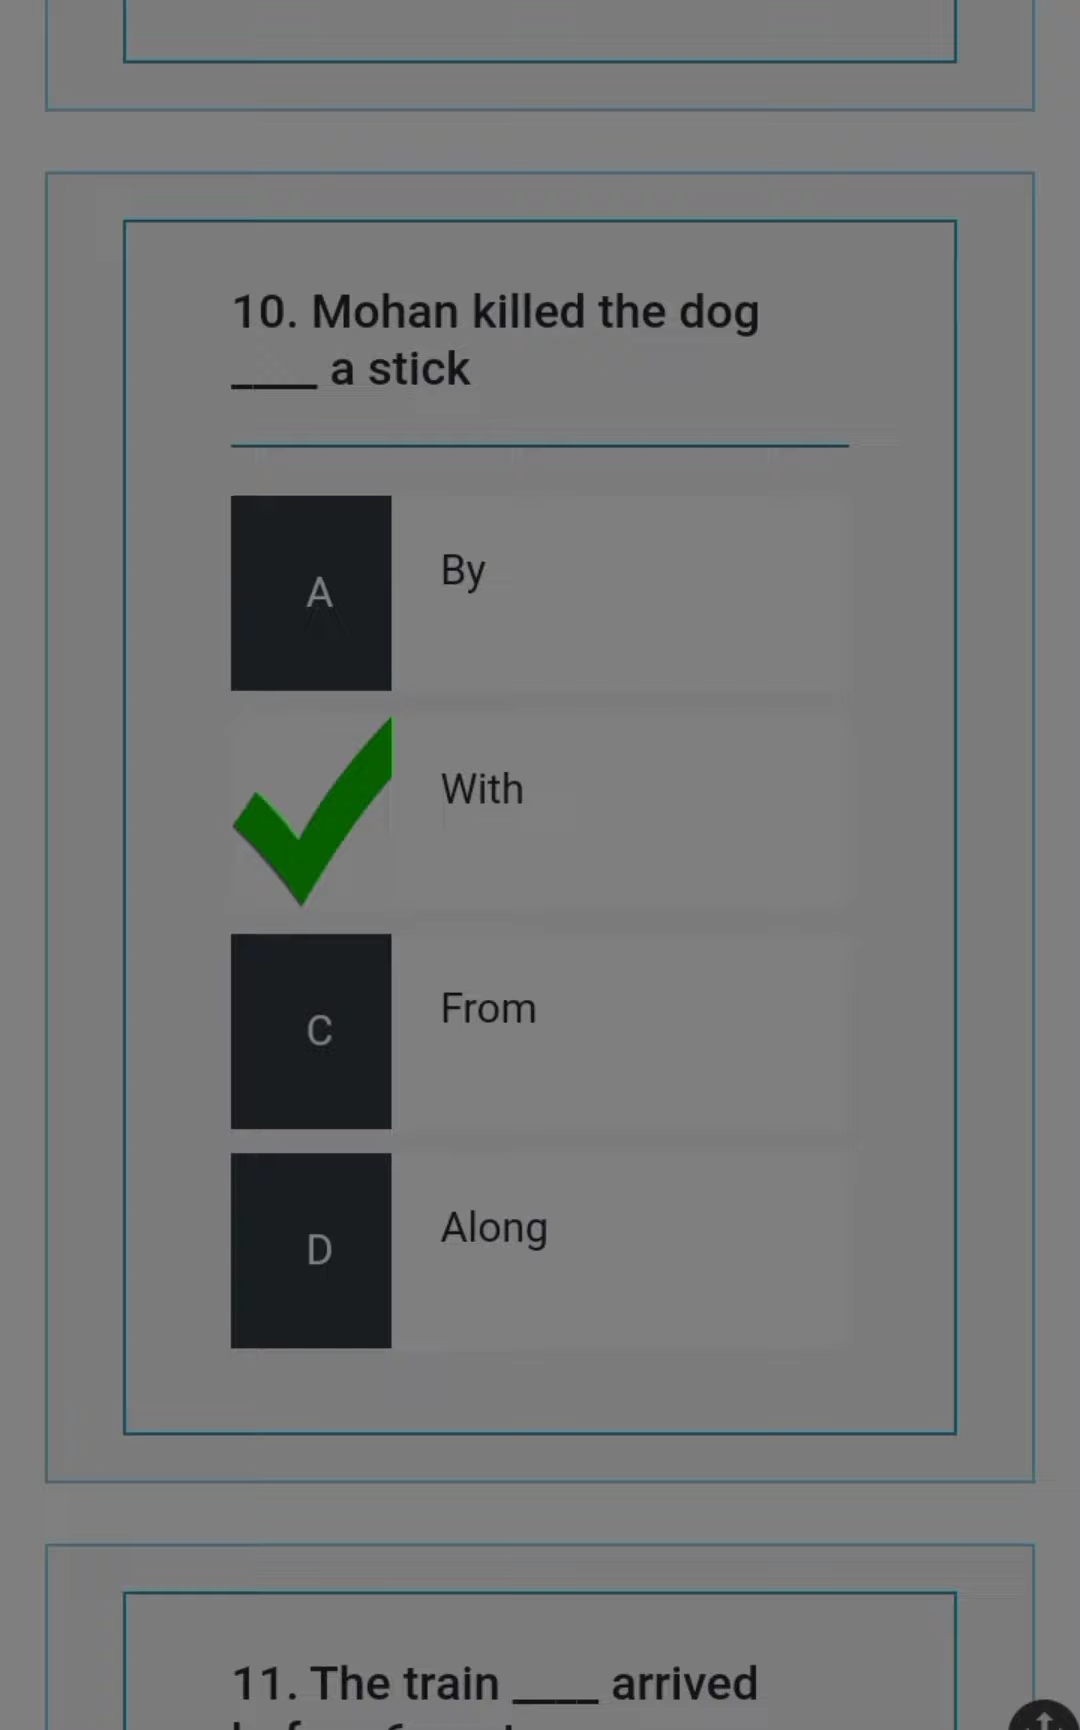 10. Mohan killed the dog
____ a stick
A
By
With
C
From
D
Along
11. The train ____ arrived